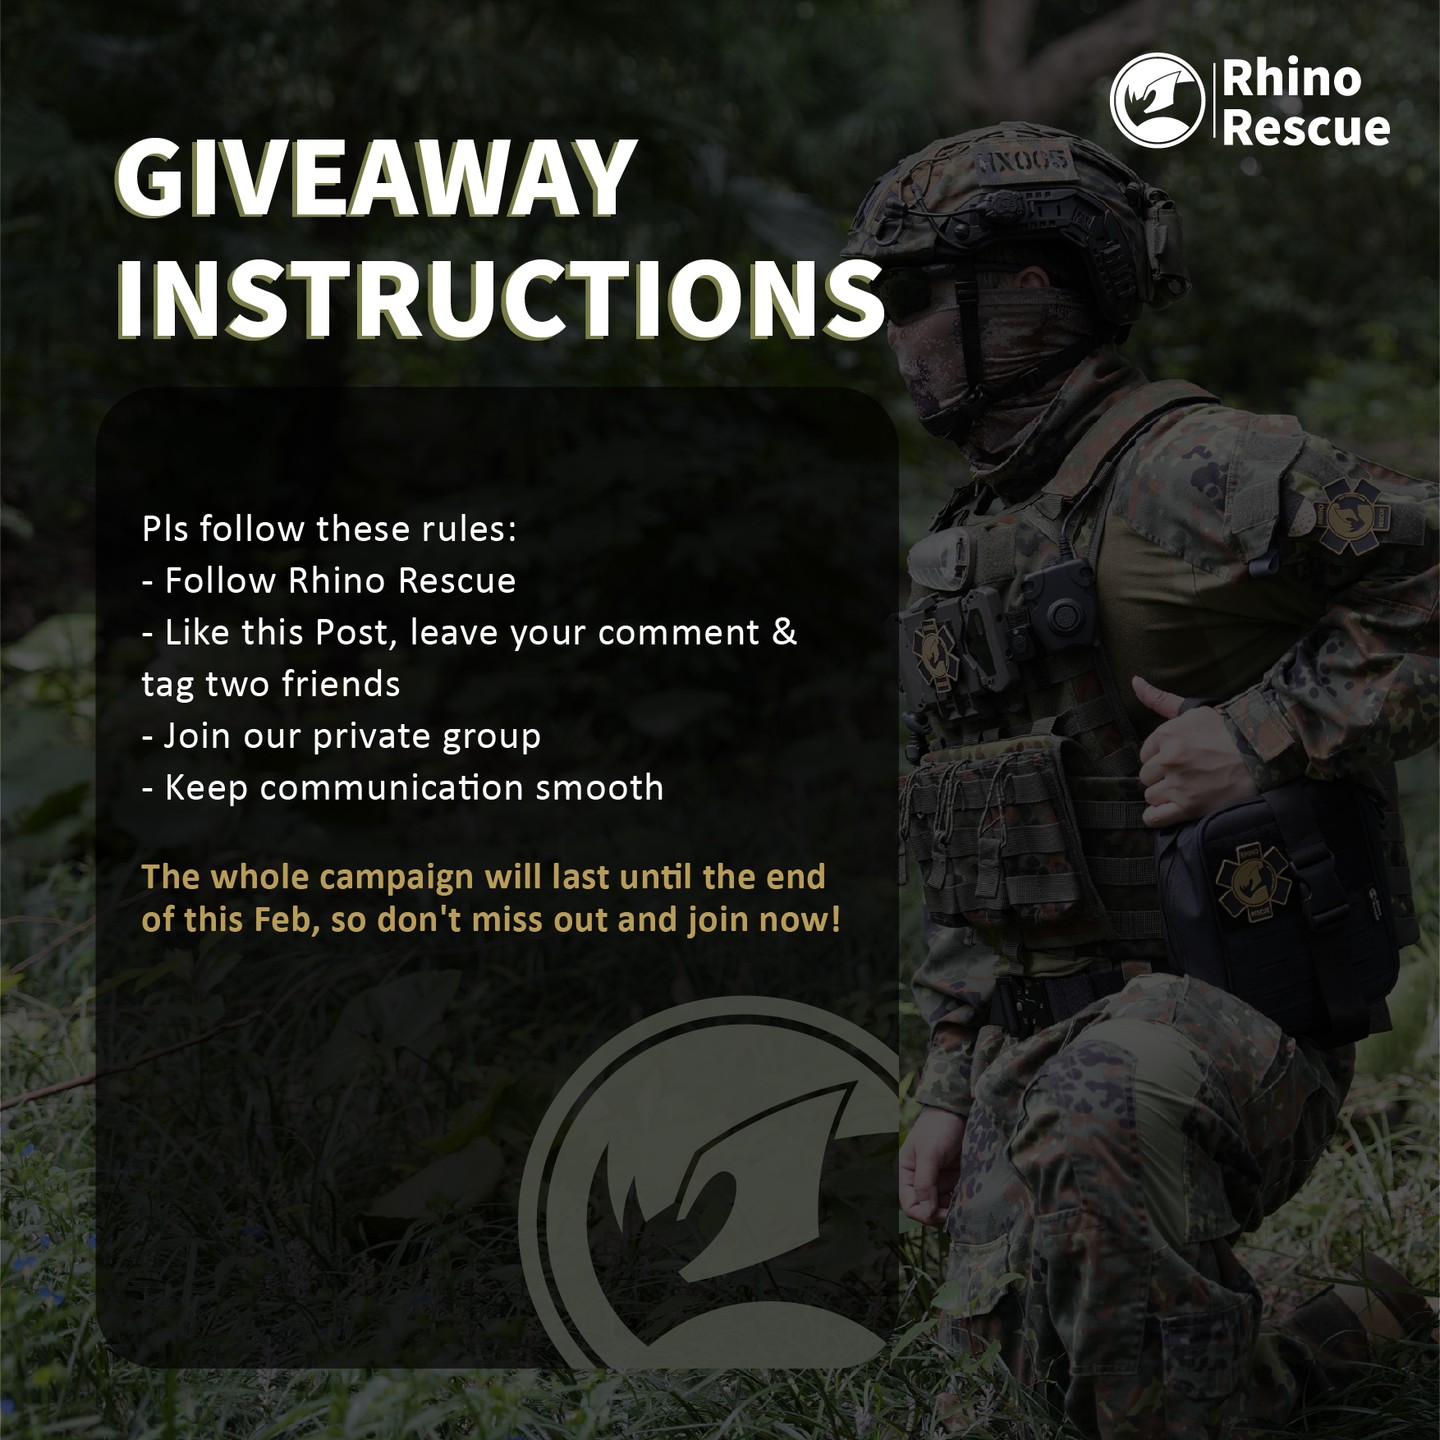 Rhino
Rescue
GIVEAWAY
INSTRUCTIONS
Pls follow these rules:
- Follow Rhino Rescue
- Like this Post, leave your comment &
tag two friends
- Join our private group
- Keep communication smooth
The whole campaign will last until the end
of this Feb, so don't miss out and join now!